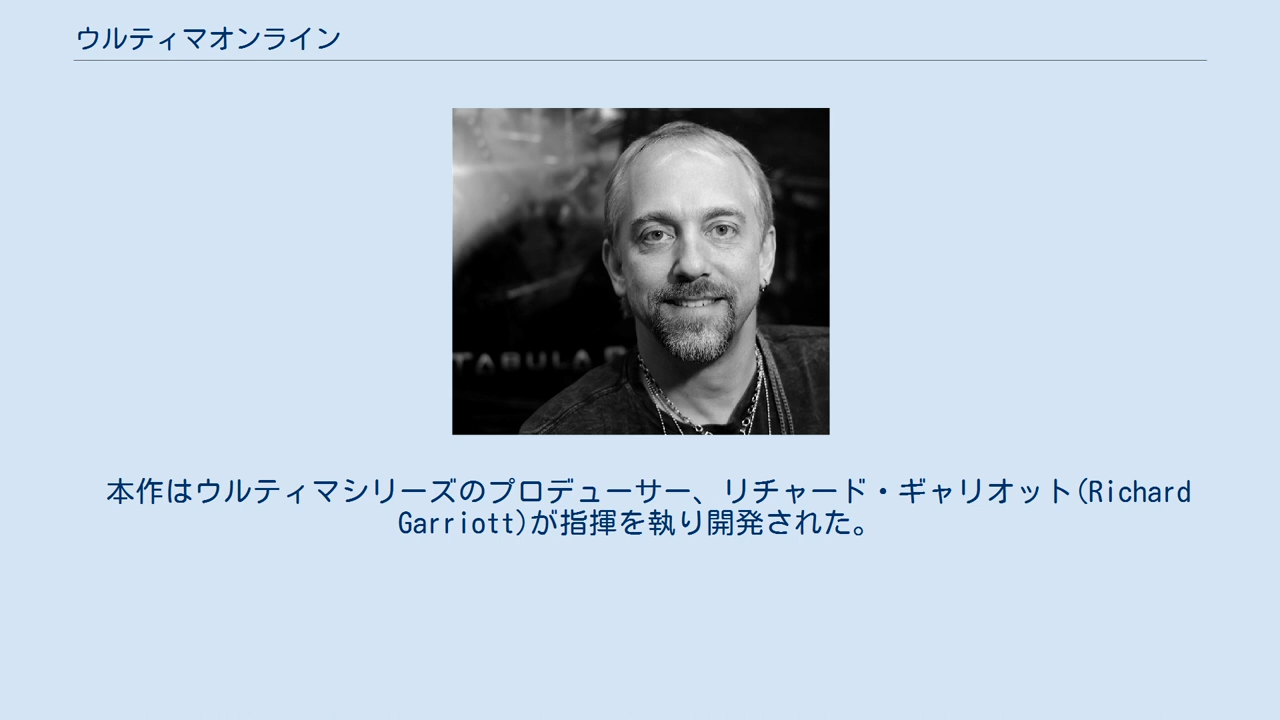 ウルティマオンライン
TABULA R
本作はウルティマシリーズのプロデューサー、リチャード・ギャリオット(Richard
Garriott)が指揮を執り開発された。